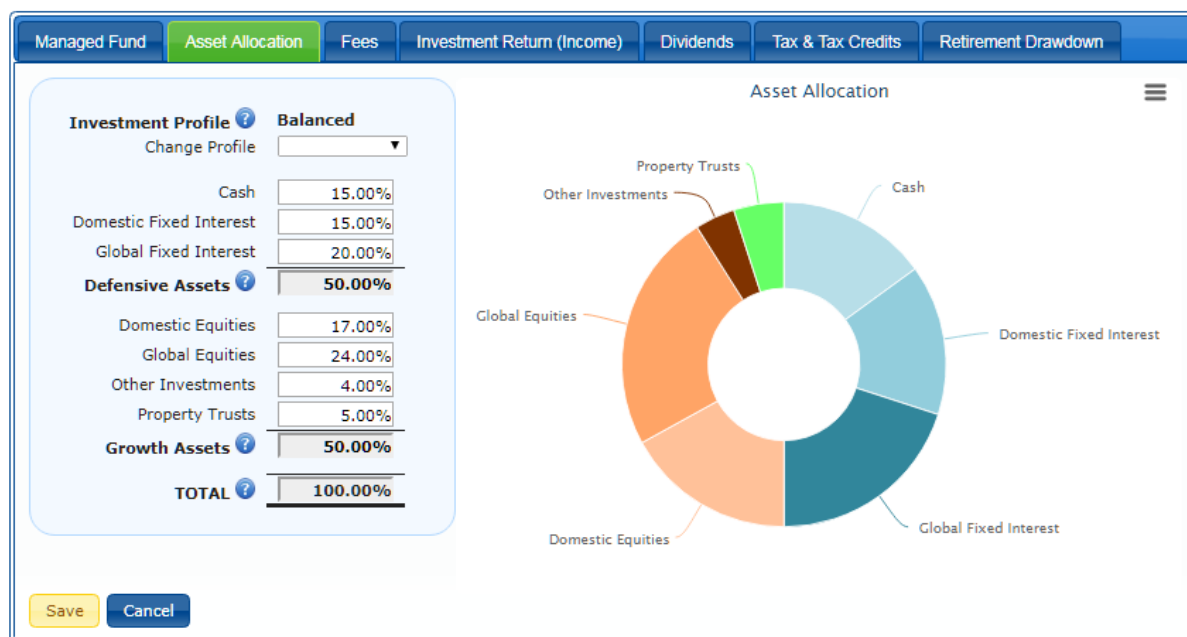 Managed Fund Asset Allocation Fees Investment Return (Income) Dividends Tax & Tax Credits Retirement Drawdown
Investment Profile ? Balanced
Change Profile
Cash 15.00%
Domestic Fixed Interest 15.00%
Global Fixed Interest 20.00%
Defensive Assets ? 50.00%
Domestic Equities 17.00%
Global Equities 24.00%
Other Investments 4.00%
Property Trusts 5.00%
Growth Assets ? 50.00%
TOTAL ? 100.00%
Asset Allocation
Property Trusts
Other Investments
Cash
Global Equities
Domestic Fixed Interest
Global Fixed Interest
Domestic Equities
Save Cancel